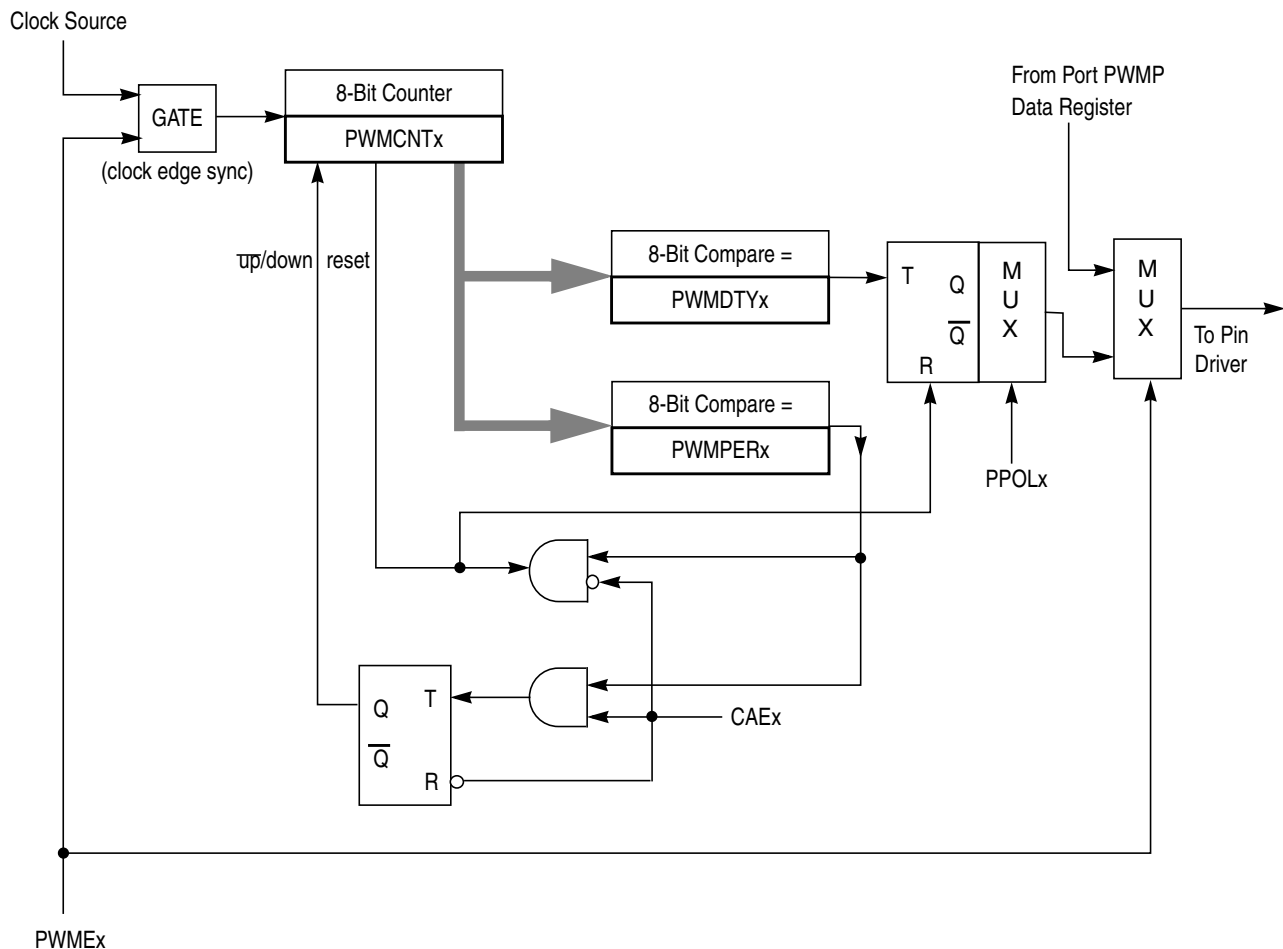 Clock Source
GATE
(clock edge sync)
8-Bit Counter
PWMCNTx
From Port PWMP
Data Register
u̅p̅/down
reset
8-Bit Compare =
PWMDTYx
T
Q
Q̅
R
M
U
X
M
U
X
To Pin
Driver
8-Bit Compare =
PWMPERx
PPOLx
Q
T
Q̅
R
CAEx
PWMEx